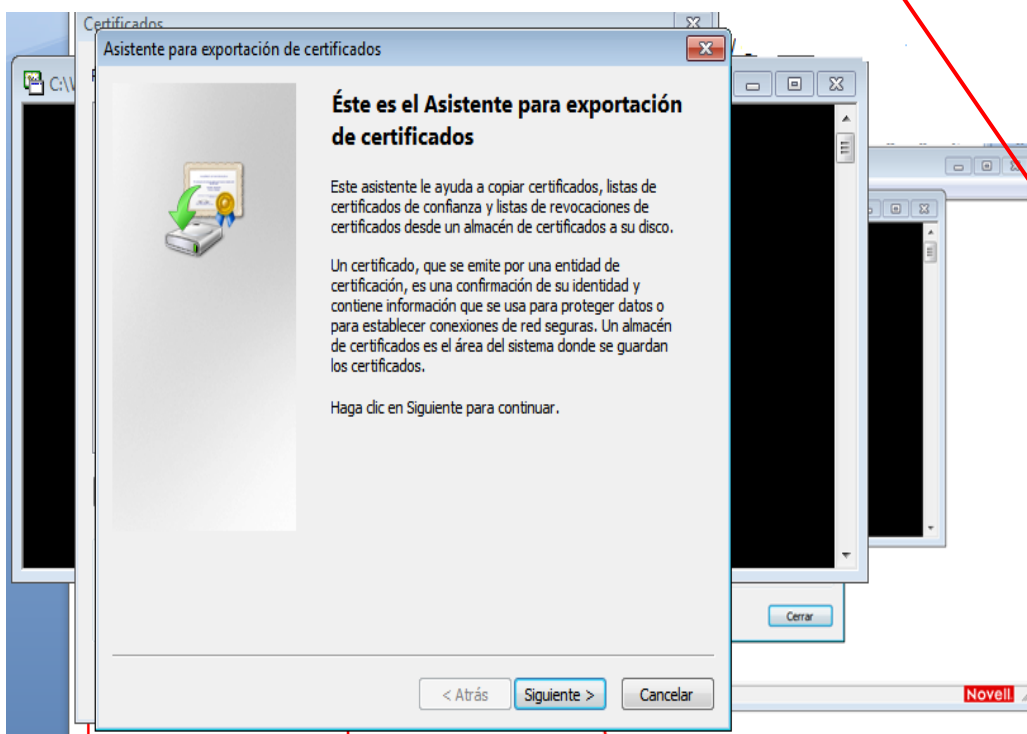 Certificados
Asistente para exportación de certificados
C:\
Éste es el Asistente para exportación
de certificados
Este asistente le ayuda a copiar certificados, listas de
certificados de confianza y listas de revocaciones de
certificados desde un almacén de certificados a su disco.
Un certificado, que se emite por una entidad de
certificación, es una confirmación de su identidad y
contiene información que se usa para proteger datos o
para establecer conexiones de red seguras. Un almacén
de certificados es el área del sistema donde se guardan
los certificados.
Haga clic en Siguiente para continuar.
Cerrar
< Atrás Siguiente > Cancelar
Novell.